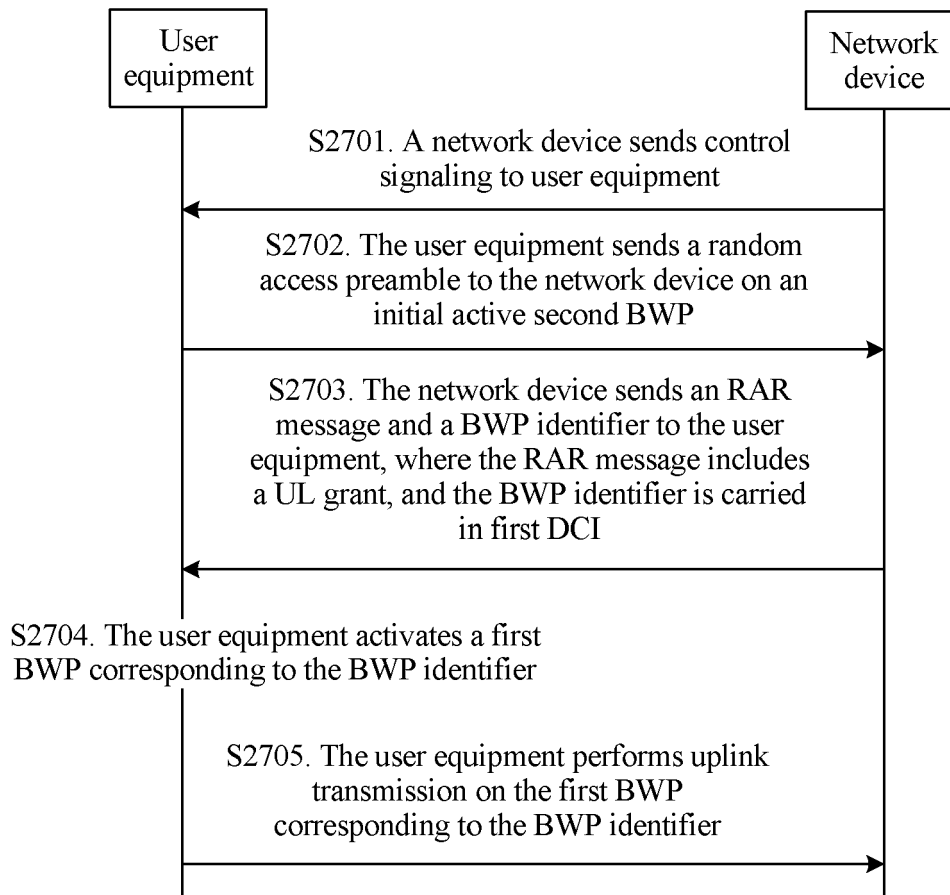 User
equipment
Network
device
S2701. A network device sends control
signaling to user equipment
S2702. The user equipment sends a random
access preamble to the network device on an
initial active second BWP
S2703. The network device sends an RAR
message and a BWP identifier to the user
equipment, where the RAR message includes
a UL grant, and the BWP identifier is carried
in first DCI
S2704. The user equipment activates a first
BWP corresponding to the BWP identifier
S2705. The user equipment performs uplink
transmission on the first BWP
corresponding to the BWP identifier